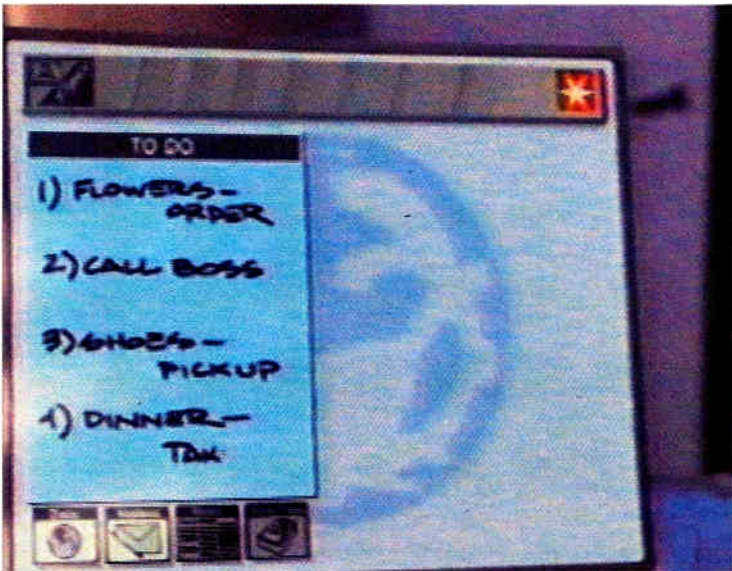 TO DO
1) FLOWERS-
ORDER
2) CALL BOSS
3) SHOES-
PICKUP
4) DINNER-